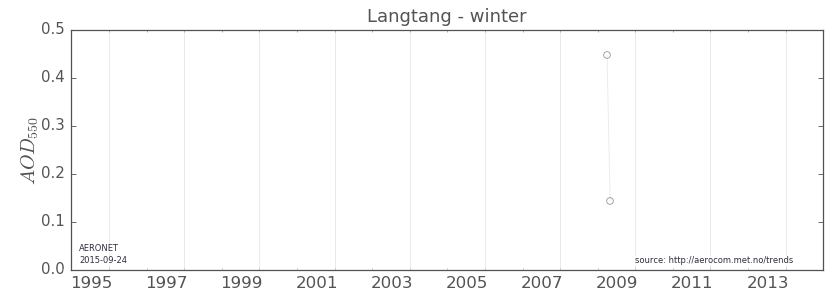 Langtang - winter
0.5
0.4
0.3
0.2
0.1
0.0
AOD550
AERONET
2015-09-24
source: http://aerocom.met.no/trends
1995 1997 1999 2001 2003 2005 2007 2009 2011 2013